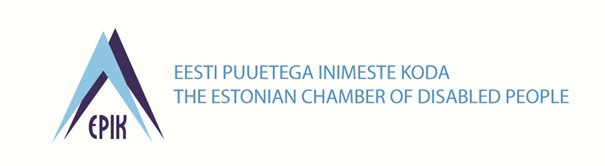 EPIK
EESTI PUUETEGA INIMESTE KODA
THE ESTONIAN CHAMBER OF DISABLED PEOPLE